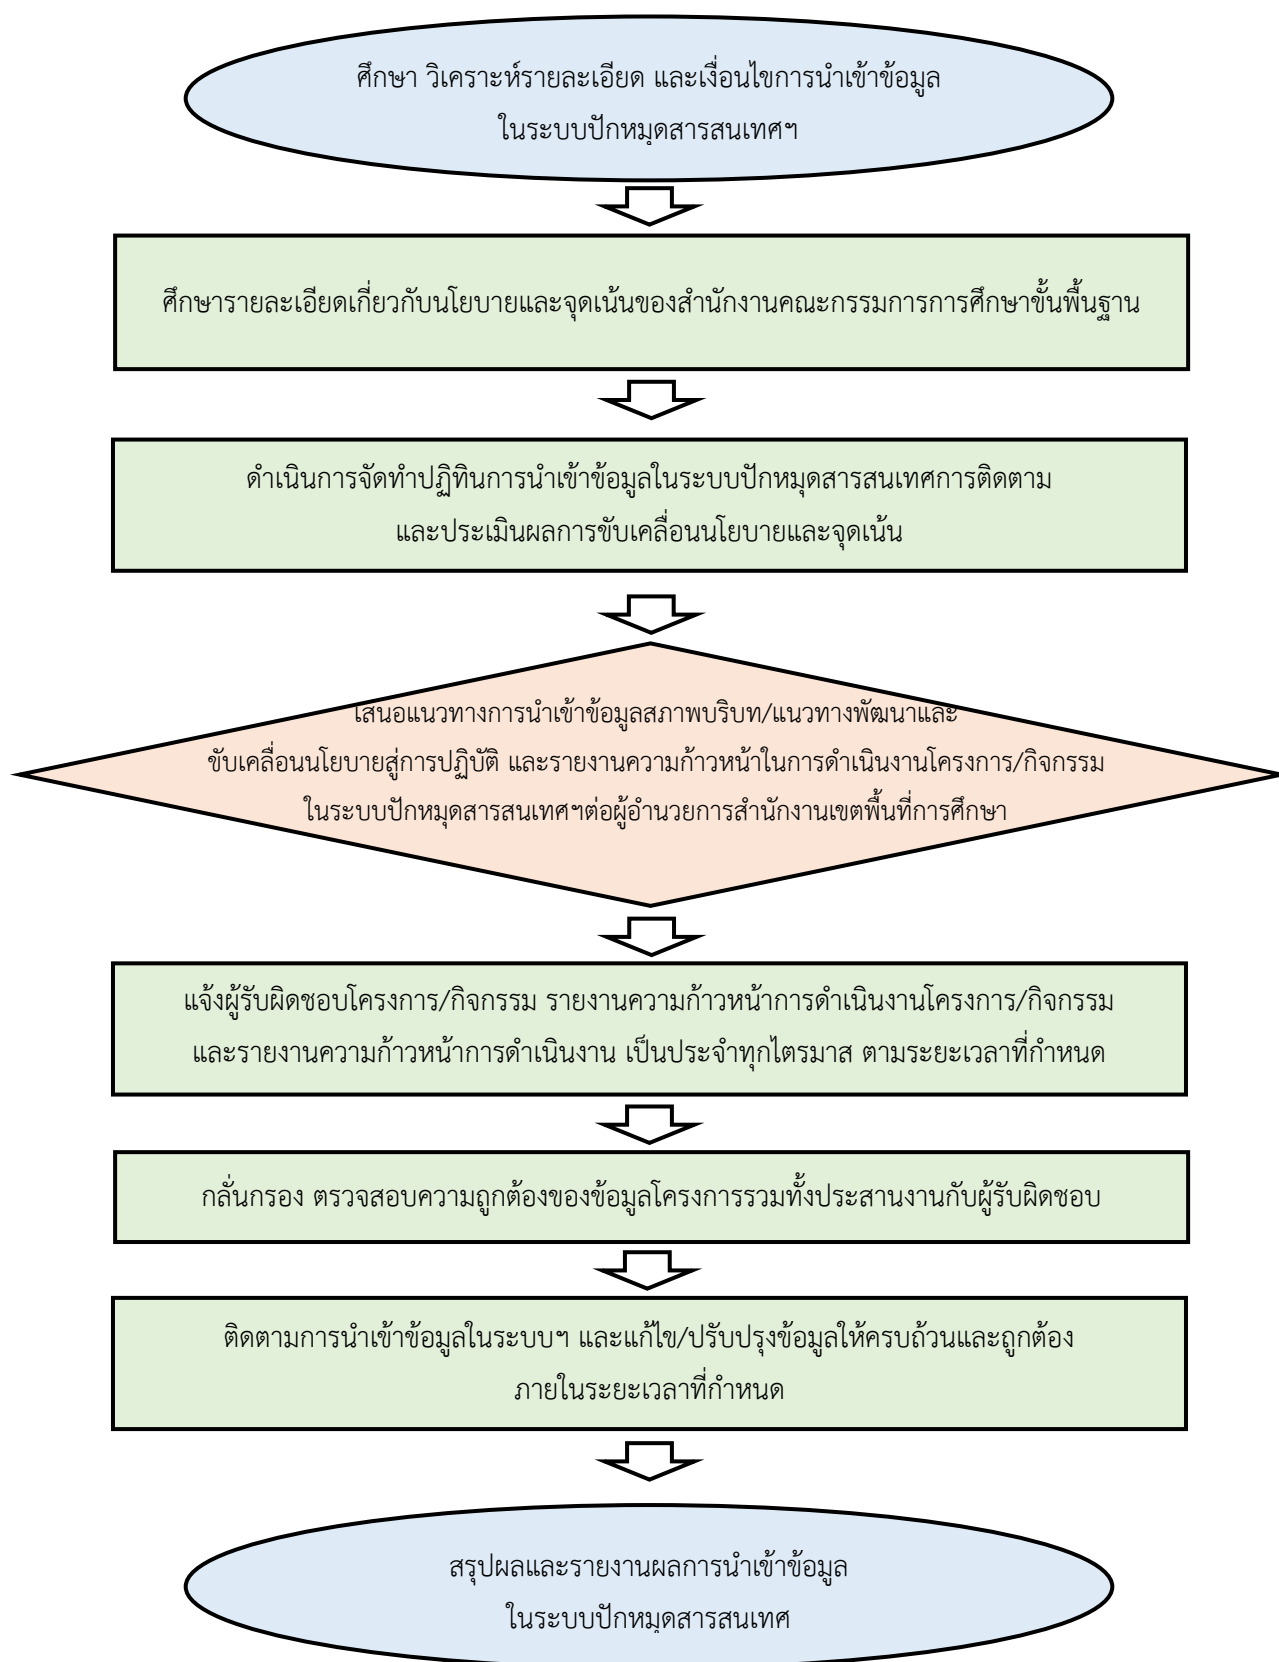 ศึกษา วิเคราะห์รายละเอียด และเงื่อนไขการนำเข้าข้อมูล
ในระบบปักหมุดสารสนเทศฯ
ศึกษารายละเอียดเกี่ยวกับนโยบายและจุดเน้นของสำนักงานคณะกรรมการการศึกษาขั้นพื้นฐาน
ดำเนินการจัดทำปฏิทินการนำเข้าข้อมูลในระบบปักหมุดสารสนเทศการติดตาม
และประเมินผลการขับเคลื่อนนโยบายและจุดเน้น
เสนอแนวทางการนำเข้าข้อมูลสภาพบริบท/แนวทางพัฒนาและ
ขับเคลื่อนนโยบายสู่การปฏิบัติ และรายงานความก้าวหน้าในการดำเนินงานโครงการ/กิจกรรม
ในระบบปักหมุดสารสนเทศฯต่อผู้อำนวยการสำนักงานเขตพื้นที่การศึกษา
แจ้งผู้รับผิดชอบโครงการ/กิจกรรม รายงานความก้าวหน้าการดำเนินงานโครงการ/กิจกรรม
และรายงานความก้าวหน้าการดำเนินงาน เป็นประจำทุกไตรมาส ตามระยะเวลาที่กำหนด
กลั่นกรอง ตรวจสอบความถูกต้องของข้อมูลโครงการรวมทั้งประสานงานกับผู้รับผิดชอบ
ติดตามการนำเข้าข้อมูลในระบบฯ และแก้ไข/ปรับปรุงข้อมูลให้ครบถ้วนและถูกต้อง
ภายในระยะเวลาที่กำหนด
สรุปผลและรายงานผลการนำเข้าข้อมูล
ในระบบปักหมุดสารสนเทศ